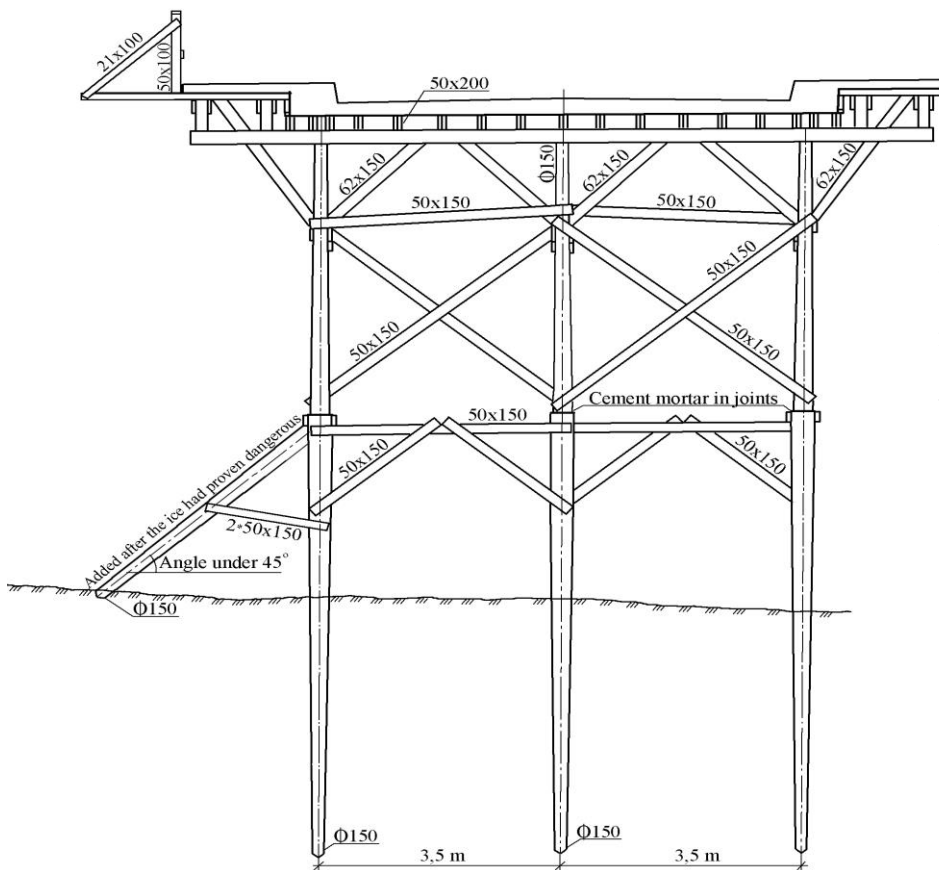 21x100
50x100
50x200
62x150
Φ150
62x150
62x150
50x150
50x150
50x150
50x150
50x150
Cement mortar in joints
50x150
50x150
50x150
Added after the ice had proven dangerous
2*50x150
Angle under 45°
Φ150
Φ150
Φ150
3,5 m
3,5 m